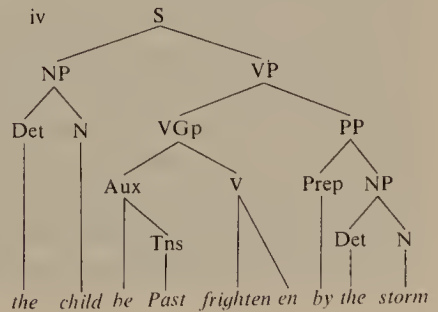 iv S
NP VP
Det N VGp PP
Aux V Prep NP
Tns Det N
the child be Past frighten en by the storm